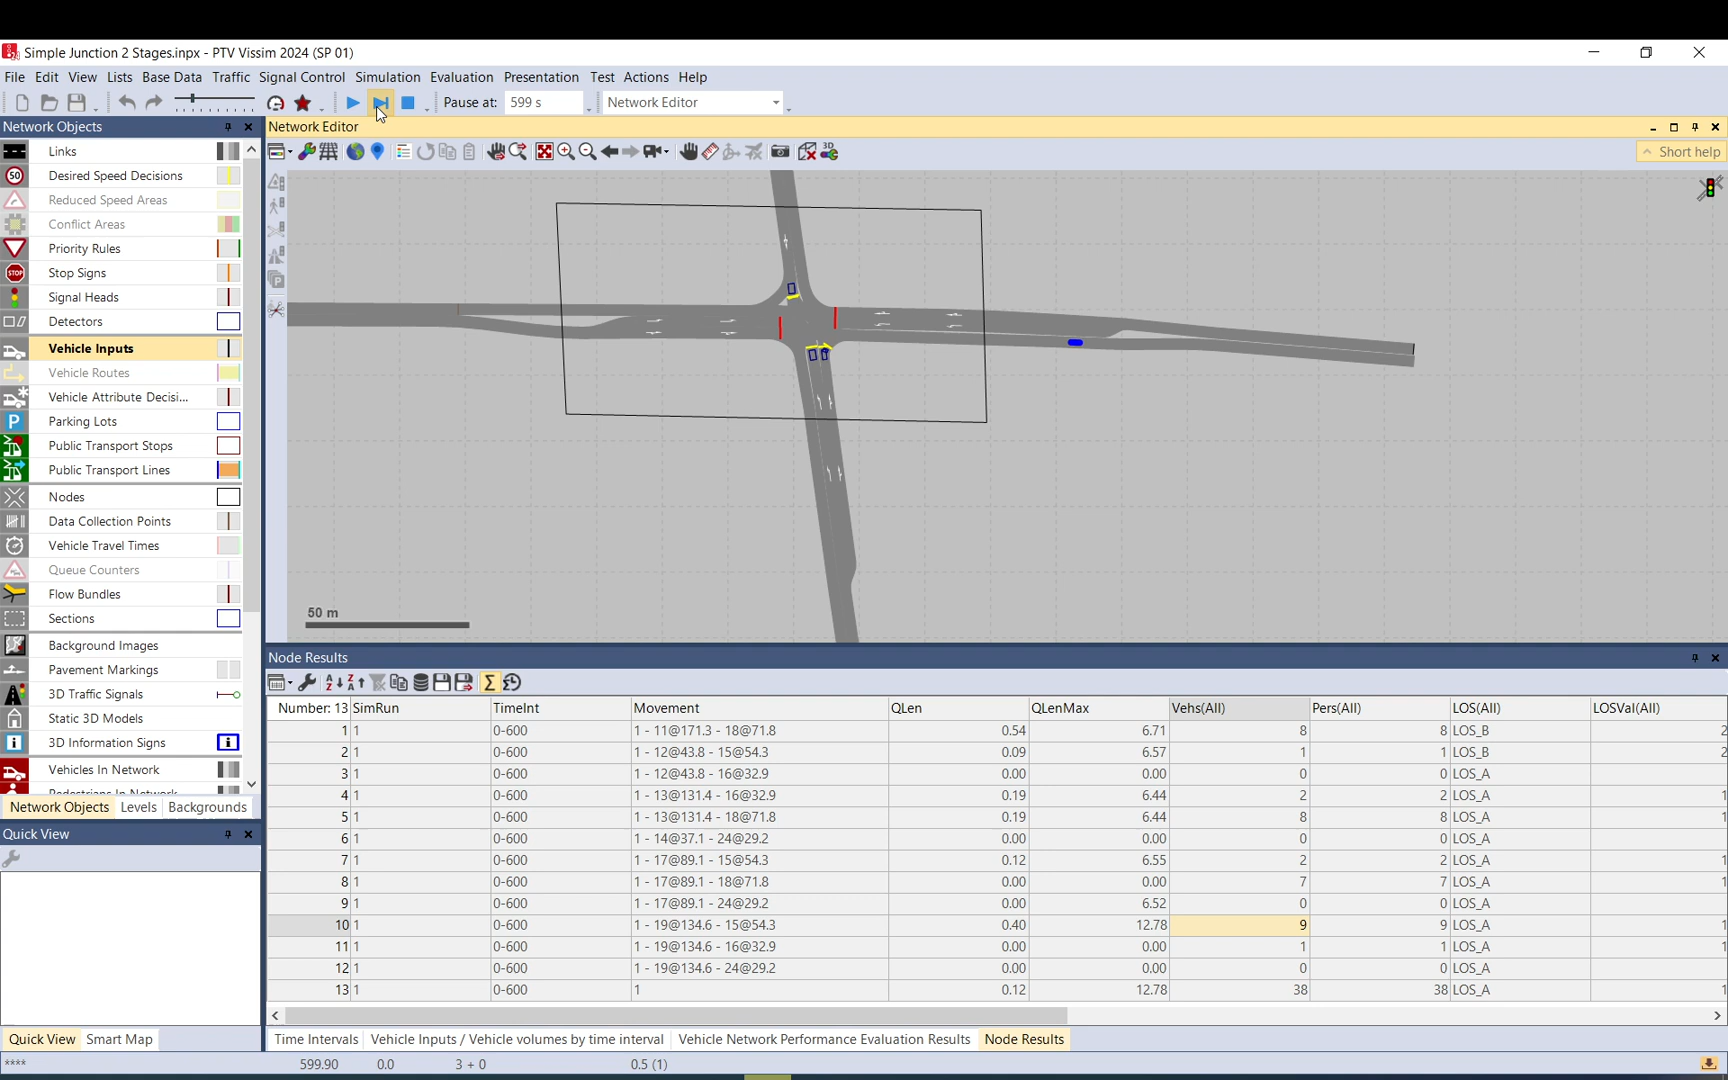 Simple Junction 2 Stages.inpx - PTV Vissim 2024 (SP 01)
File Edit View Lists Base Data Traffic Signal Control Simulation Evaluation Presentation Test Actions Help
Pause at: 599 s Network Editor
Network Objects
Network Editor
Short help
Links
50 Desired Speed Decisions
Reduced Speed Areas
Conflict Areas
Priority Rules
STOP Stop Signs
Signal Heads
Detectors
Vehicle Inputs
Vehicle Routes
Vehicle Attribute Decisi...
P Parking Lots
Public Transport Stops
Public Transport Lines
Nodes
Data Collection Points
Vehicle Travel Times
Queue Counters
Flow Bundles
Sections
Background Images
Pavement Markings
3D Traffic Signals
Static 3D Models
i 3D Information Signs i
Vehicles In Network
Network Objects Levels Backgrounds
Quick View
Quick View Smart Map
3D
P
50 m
Node Results
Number: 13 SimRun TimeInt Movement QLen QLenMax Vehs(All) Pers(All) LOS(All) LOSVal(All)
1 1 0-600 1 - 11@171.3 - 18@71.8 0.54 6.71 8 8 LOS_B 2
2 1 0-600 1 - 12@43.8 - 15@54.3 0.09 6.57 1 1 LOS_B 2
3 1 0-600 1 - 12@43.8 - 16@32.9 0.00 0.00 0 0 LOS_A
4 1 0-600 1 - 13@131.4 - 16@32.9 0.19 6.44 2 2 LOS_A 1
5 1 0-600 1 - 13@131.4 - 18@71.8 0.19 6.44 8 8 LOS_A 1
6 1 0-600 1 - 14@37.1 - 24@29.2 0.00 0.00 0 0 LOS_A
7 1 0-600 1 - 17@89.1 - 15@54.3 0.12 6.55 2 2 LOS_A 1
8 1 0-600 1 - 17@89.1 - 18@71.8 0.00 0.00 7 7 LOS_A 1
9 1 0-600 1 - 17@89.1 - 24@29.2 0.00 6.52 0 0 LOS_A
10 1 0-600 1 - 19@134.6 - 15@54.3 0.40 12.78 9 9 LOS_A 1
11 1 0-600 1 - 19@134.6 - 16@32.9 0.00 0.00 1 1 LOS_A 1
12 1 0-600 1 - 19@134.6 - 24@29.2 0.00 0.00 0 0 LOS_A
13 1 0-600 1 0.12 12.78 38 38 LOS_A 1
Time Intervals Vehicle Inputs / Vehicle volumes by time interval Vehicle Network Performance Evaluation Results Node Results
**** 599.90 0.0 3 + 0 0.5 (1)